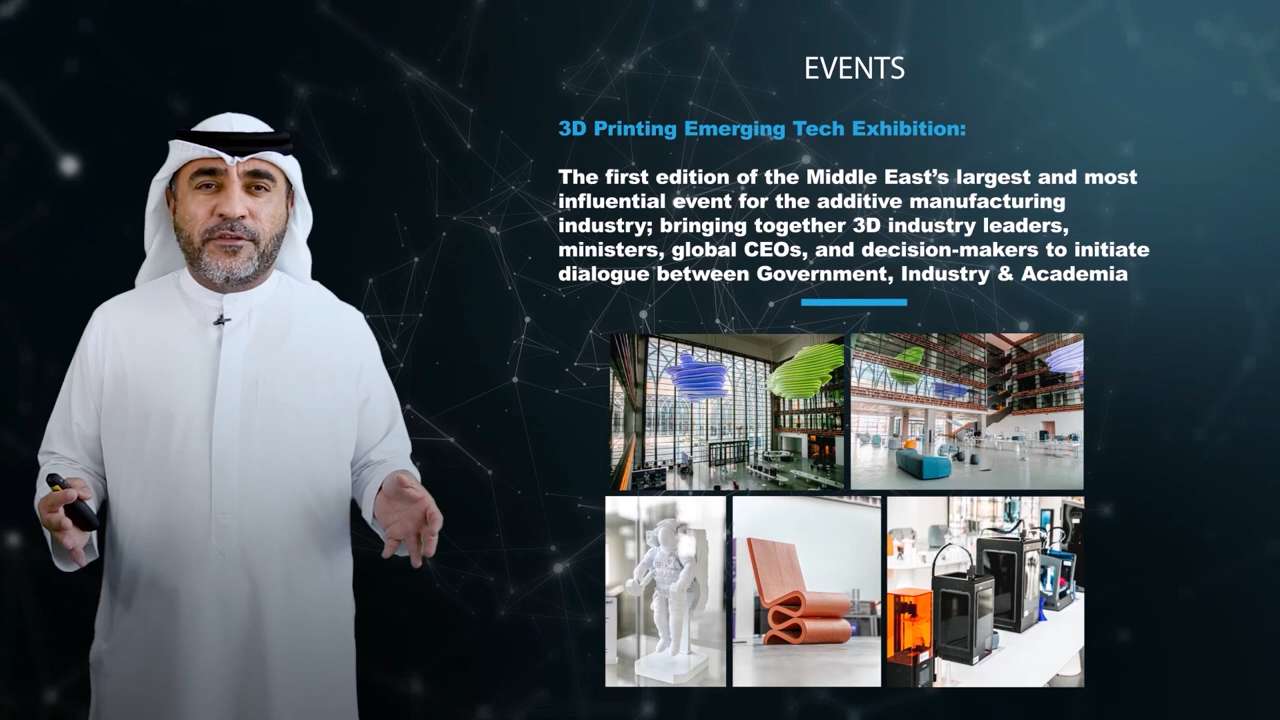 EVENTS
3D Printing Emerging Tech Exhibition:
The first edition of the Middle East’s largest and most
influential event for the additive manufacturing
industry; bringing together 3D industry leaders,
ministers, global CEOs, and decision-makers to initiate
dialogue between Government, Industry & Academia